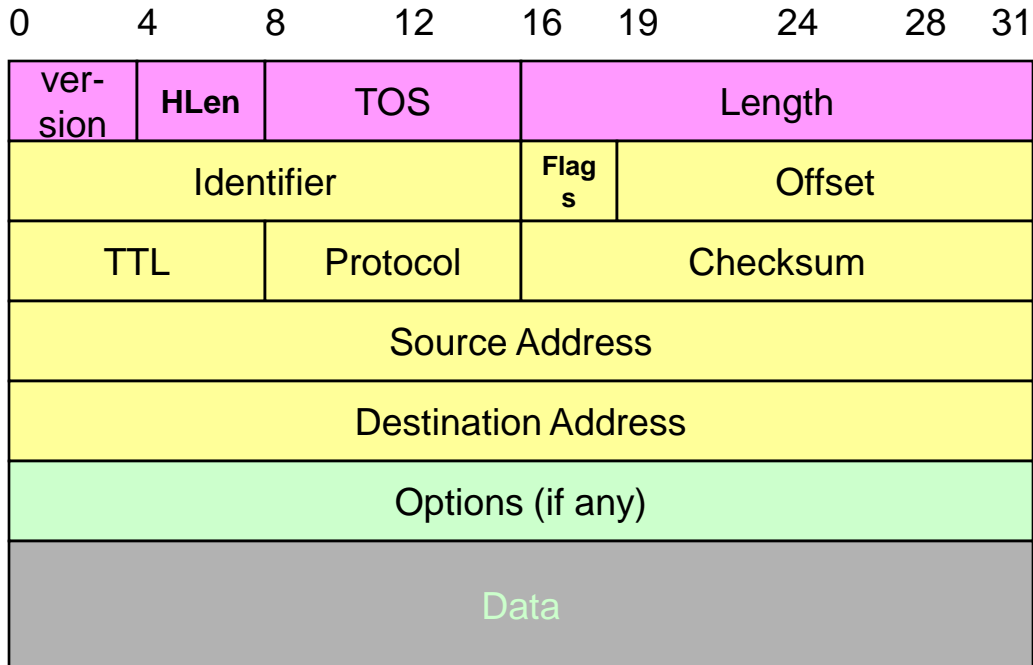 0 4 8 12 16 19 24 28 31
ver-
sion HLen TOS Length
Identifier Flag
s Offset
TTL Protocol Checksum
Source Address
Destination Address
Options (if any)
Data